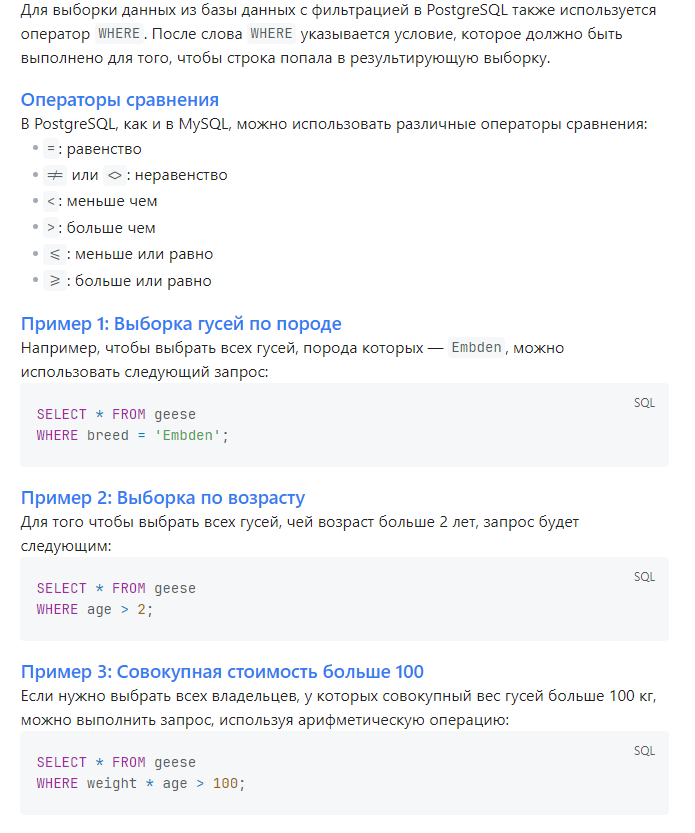 Для выборки данных из базы данных с фильтрацией в PostgreSQL также используется
оператор WHERE. После слова WHERE указывается условие, которое должно быть
выполнено для того, чтобы строка попала в результирующую выборку.
Операторы сравнения
В PostgreSQL, как и в MySQL, можно использовать различные операторы сравнения:
=: равенство
≠ или <>: неравенство
<: меньше чем
>: больше чем
⩽: меньше или равно
⩾: больше или равно
Пример 1: Выборка гусей по породе
Например, чтобы выбрать всех гусей, порода которых — Embden, можно
использовать следующий запрос:
SQL
SELECT * FROM geese
WHERE breed = 'Embden';
Пример 2: Выборка по возрасту
Для того чтобы выбрать всех гусей, чей возраст больше 2 лет, запрос будет
следующим:
SQL
SELECT * FROM geese
WHERE age > 2;
Пример 3: Совокупная стоимость больше 100
Если нужно выбрать всех владельцев, у которых совокупный вес гусей больше 100 кг,
можно выполнить запрос, используя арифметическую операцию:
SQL
SELECT * FROM geese
WHERE weight * age > 100;